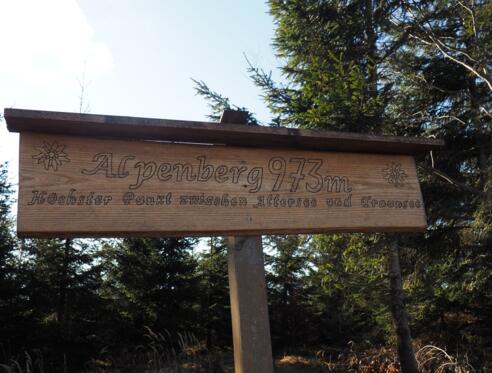 Alpenberg 973m
Höchster Punkt zwischen Attersee und Traunsee